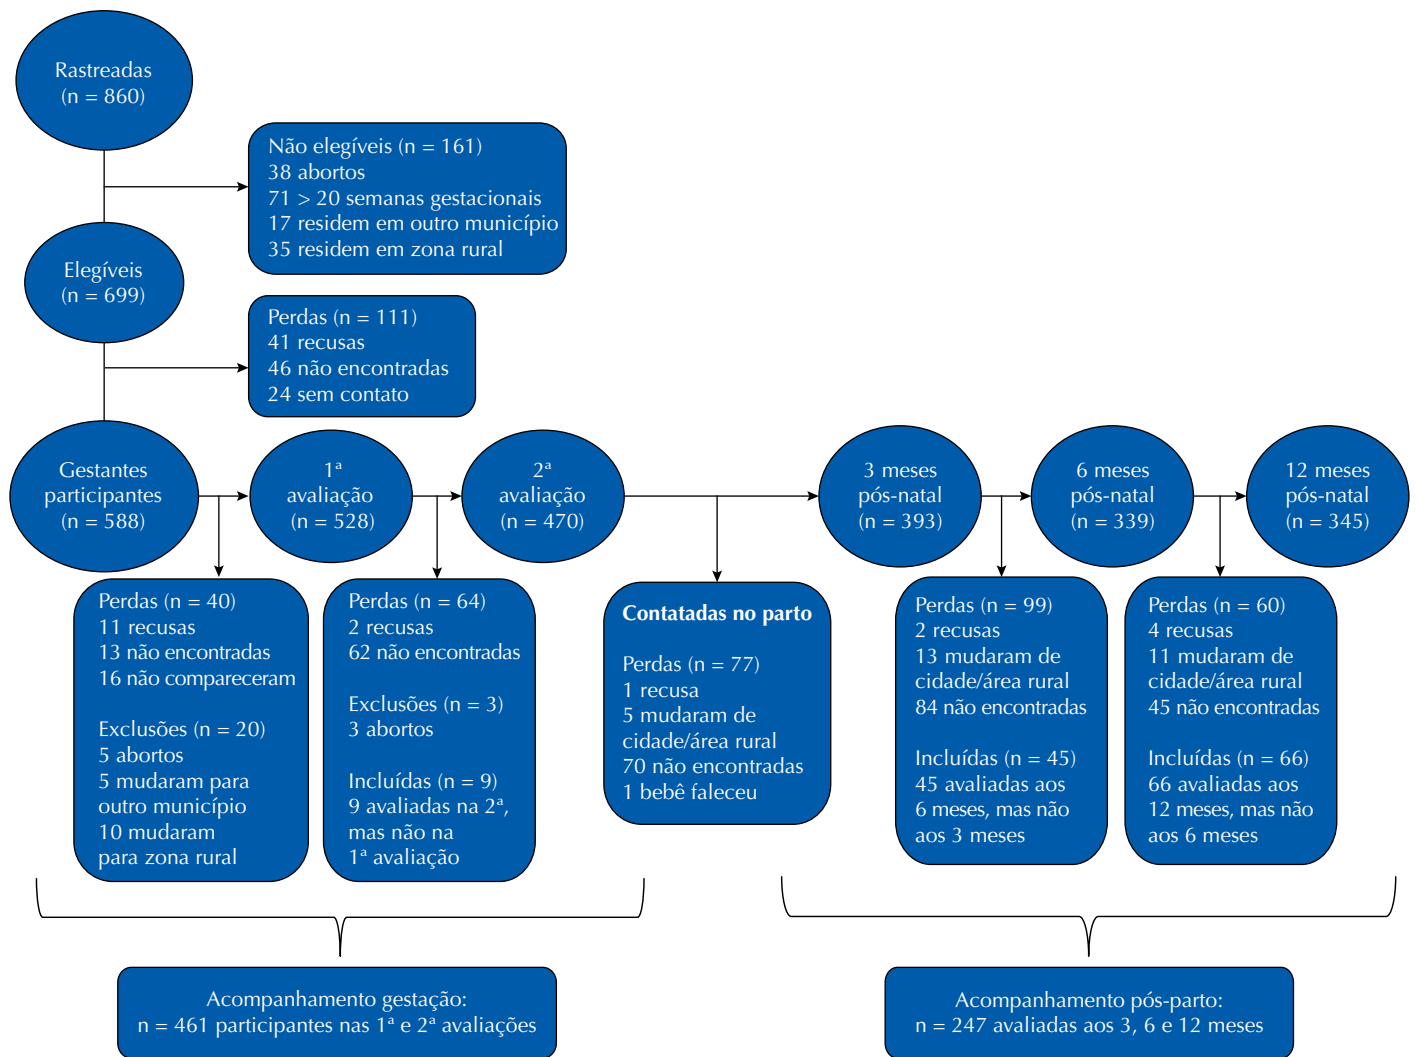 Rastreadas
(n = 860)
Não elegíveis (n = 161)
38 abortos
71 > 20 semanas gestacionais
17 residem em outro município
35 residem em zona rural
Elegíveis
(n = 699)
Perdas (n = 111)
41 recusas
46 não encontradas
24 sem contato
Gestantes
participantes
(n = 588)
1ª
avaliação
(n = 528)
2ª
avaliação
(n = 470)
3 meses
pós-natal
(n = 393)
6 meses
pós-natal
(n = 339)
12 meses
pós-natal
(n = 345)
Perdas (n = 40)
11 recusas
13 não encontradas
16 não compareceram
Exclusões (n = 20)
5 abortos
5 mudaram para
outro município
10 mudaram
para zona rural
Perdas (n = 64)
2 recusas
62 não encontradas
Exclusões (n = 3)
3 abortos
Incluídas (n = 9)
9 avaliadas na 2ª,
mas não na
1ª avaliação
Contatadas no parto
Perdas (n = 77)
1 recusa
5 mudaram de
cidade/área rural
70 não encontradas
1 bebê faleceu
Perdas (n = 99)
2 recusas
13 mudaram de
cidade/área rural
84 não encontradas
Incluídas (n = 45)
45 avaliadas aos
6 meses, mas não
aos 3 meses
Perdas (n = 60)
4 recusas
11 mudaram de
cidade/área rural
45 não encontradas
Incluídas (n = 66)
66 avaliadas aos
12 meses, mas não
aos 6 meses
Acompanhamento gestação:
n = 461 participantes nas 1ª e 2ª avaliações
Acompanhamento pós-parto:
n = 247 avaliadas aos 3, 6 e 12 meses